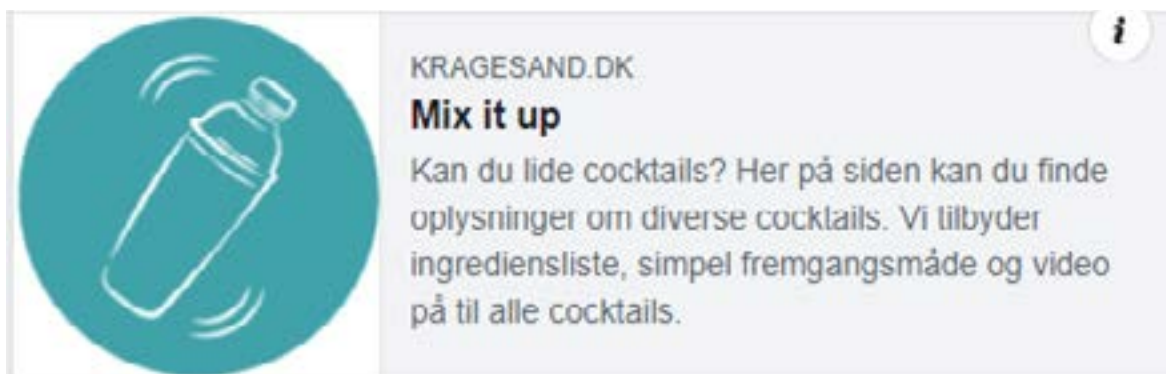 i
KRAGESAND.DK
Mix it up
Kan du lide cocktails? Her på siden kan du finde
oplysninger om diverse cocktails. Vi tilbyder
ingrediensliste, simpel fremgangsmåde og video
på til alle cocktails.